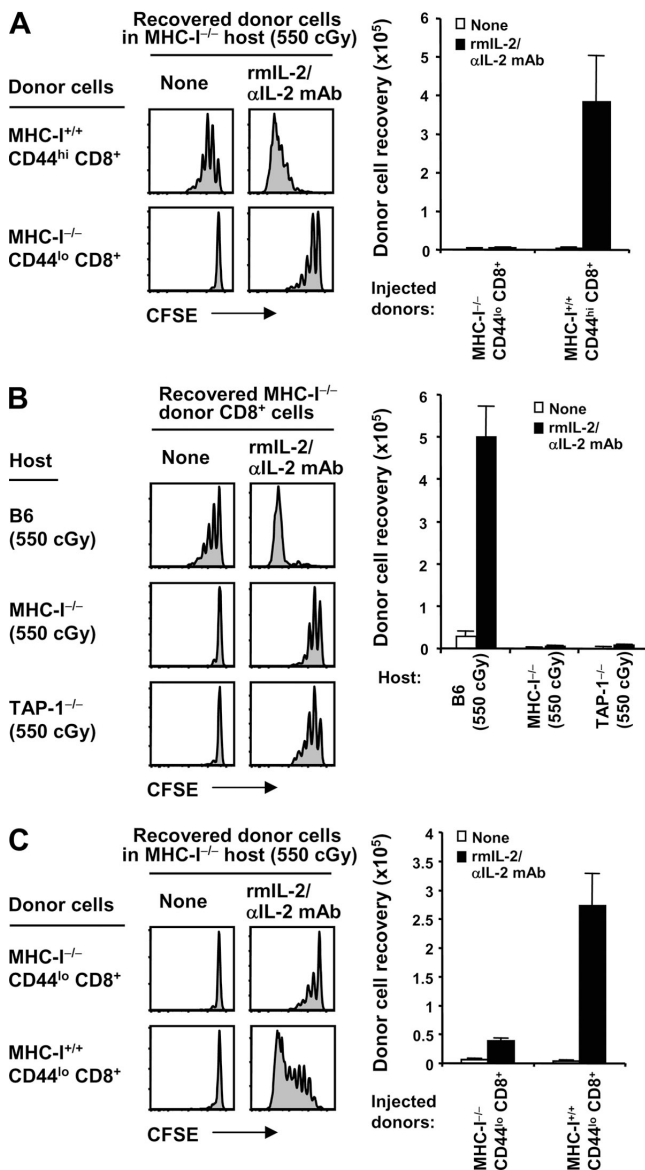 A
Recovered donor cells
in MHC-I⁻/⁻ host (550 cGy)
Donor cells
None
rmIL-2/
αIL-2 mAb
MHC-I⁺/⁺
CD44ʰⁱ CD8⁺
MHC-I⁻/⁻
CD44ˡᵒ CD8⁺
CFSE
Donor cell recovery (x10⁵)
6
5
4
3
2
1
0
None
rmIL-2/
αIL-2 mAb
Injected
donors:
MHC-I⁻/⁻
CD44ˡᵒ CD8⁺
MHC-I⁺/⁺
CD44ʰⁱ CD8⁺
B
Recovered MHC-I⁻/⁻
donor CD8⁺ cells
Host
None
rmIL-2/
αIL-2 mAb
B6
(550 cGy)
MHC-I⁻/⁻
(550 cGy)
TAP-1⁻/⁻
(550 cGy)
CFSE
Donor cell recovery (x10⁵)
6
5
4
3
2
1
0
None
rmIL-2/
αIL-2 mAb
Host:
B6
(550 cGy)
MHC-I⁻/⁻
(550 cGy)
TAP-1⁻/⁻
(550 cGy)
C
Recovered donor cells
in MHC-I⁻/⁻ host (550 cGy)
Donor cells
None
rmIL-2/
αIL-2 mAb
MHC-I⁻/⁻
CD44ˡᵒ CD8⁺
MHC-I⁺/⁺
CD44ˡᵒ CD8⁺
CFSE
Donor cell recovery (x10⁵)
4
3.5
3
2.5
2
1.5
1
0.5
0
None
rmIL-2/
αIL-2 mAb
Injected
donors:
MHC-I⁻/⁻
CD44ˡᵒ CD8⁺
MHC-I⁺/⁺
CD44ˡᵒ CD8⁺